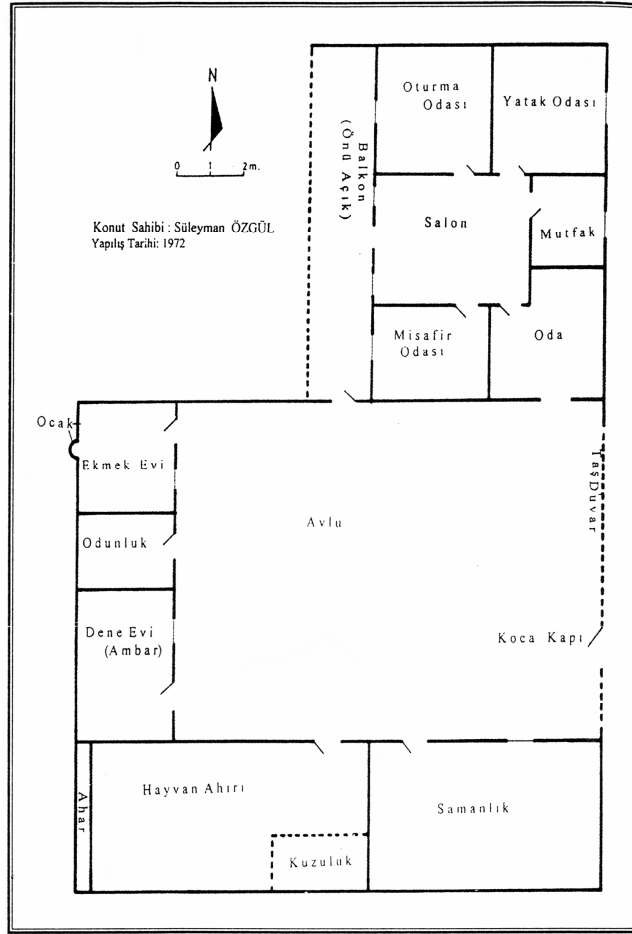 N
0 1 2m.
Konut Sahibi : Süleyman ÖZGÜL
Yapılış Tarihi: 1972
Oturma
Odası
Yatak Odası
Balkon
(Önü Açık)
Salon
Mutfak
Misafir
Odası
Oda
Ocak
Ekmek Evi
Odunluk
Dene Evi
(Ambar)
Avlu
Taş Duvar
Koca Kapı
Ahar
Hayvan Ahırı
Kuzuluk
Samanlık